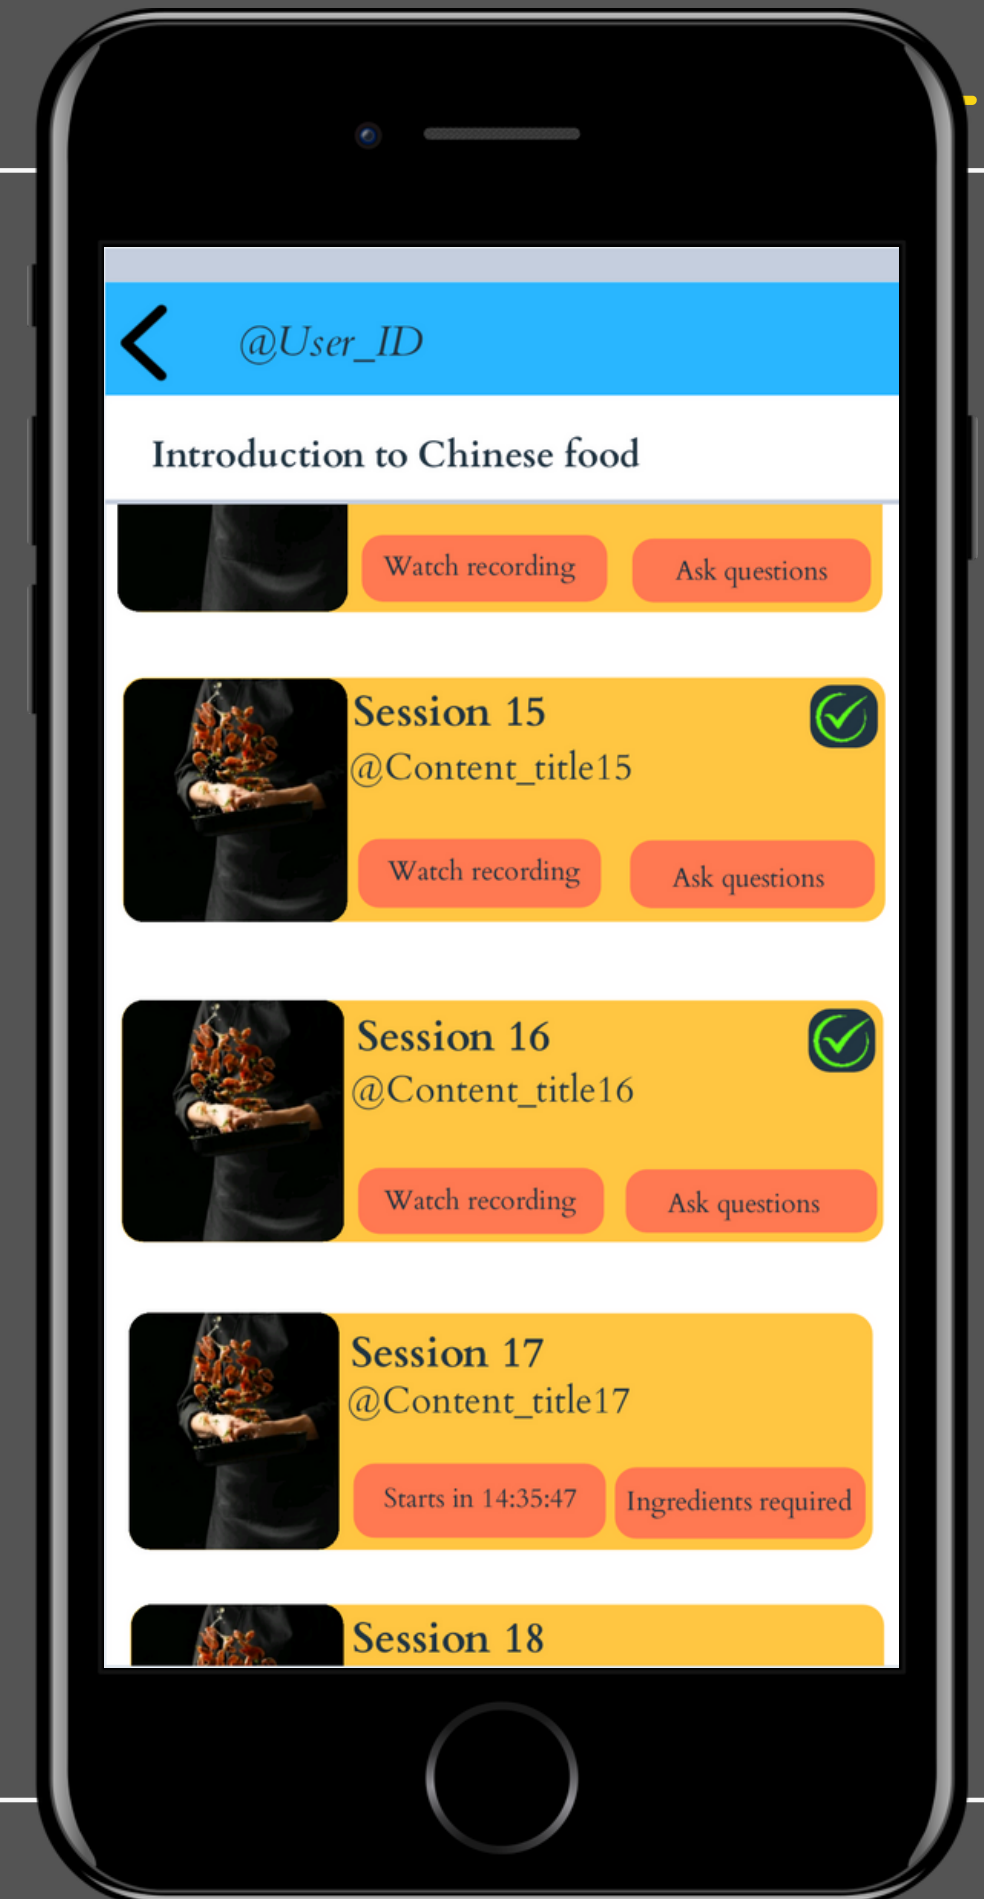 @User_ID
Introduction to Chinese food
Watch recording
Ask questions
Session 15
@Content_title15
Watch recording
Ask questions
Session 16
@Content_title16
Watch recording
Ask questions
Session 17
@Content_title17
Starts in 14:35:47
Ingredients required
Session 18